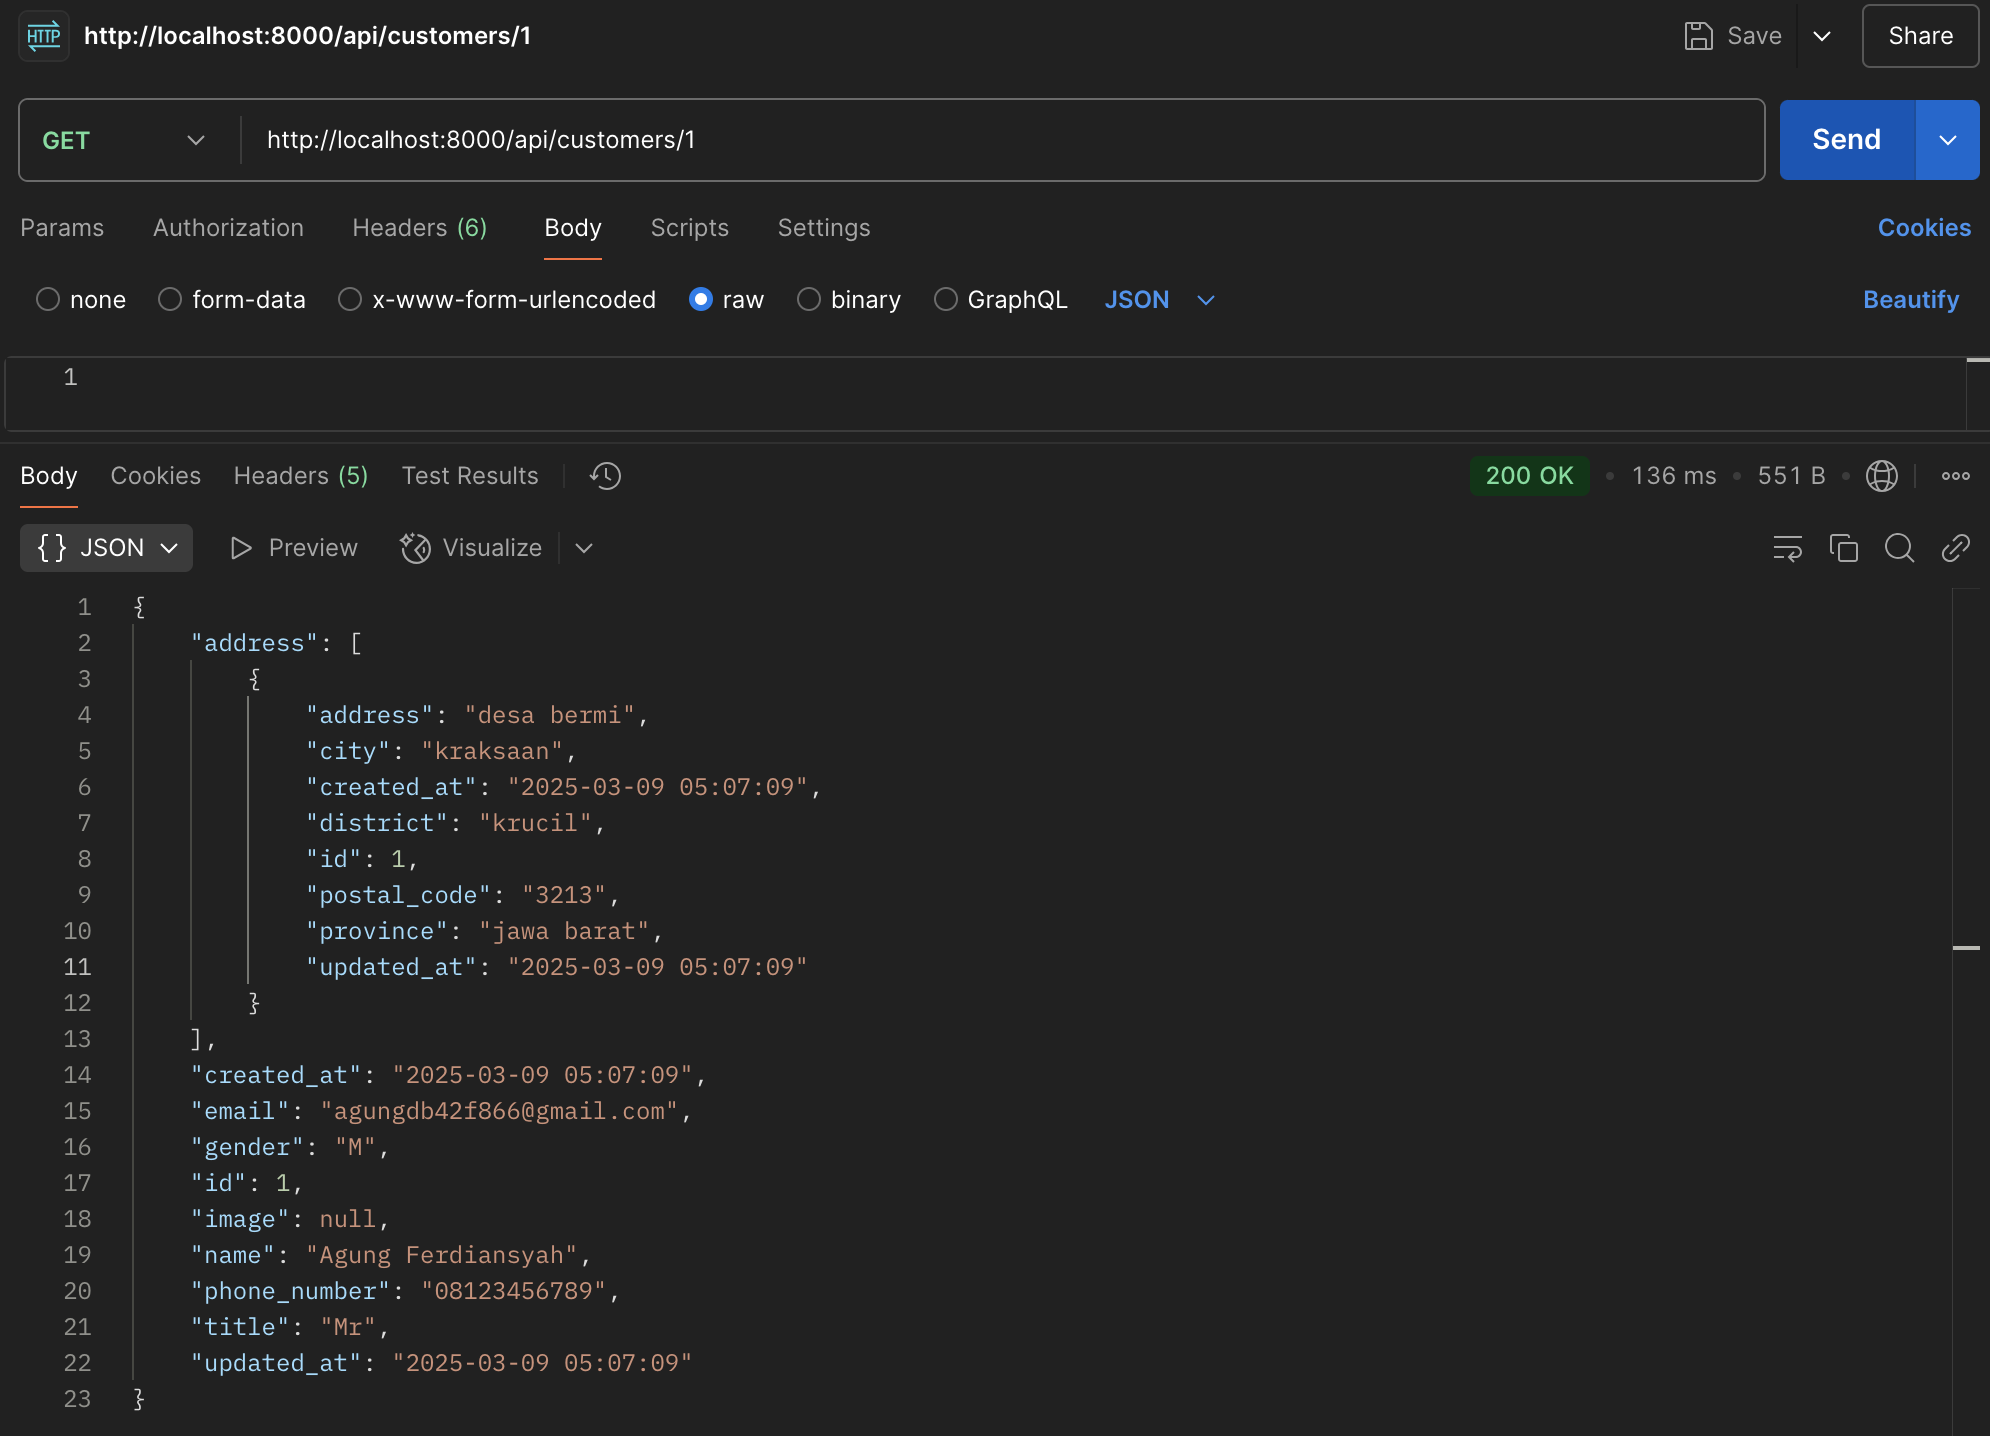 HTTP http://localhost:8000/api/customers/1 Save Share
GET http://localhost:8000/api/customers/1 Send
Params Authorization Headers (6) Body Scripts Settings Cookies
none form-data x-www-form-urlencoded raw binary GraphQL JSON Beautify
1
Body Cookies Headers (5) Test Results 200 OK • 136 ms • 551 B •
{} JSON Preview Visualize
1 {
2     "address": [
3         {
4             "address": "desa bermi",
5             "city": "kraksaan",
6             "created_at": "2025-03-09 05:07:09",
7             "district": "krucil",
8             "id": 1,
9             "postal_code": "3213",
10             "province": "jawa barat",
11             "updated_at": "2025-03-09 05:07:09"
12         }
13     ],
14     "created_at": "2025-03-09 05:07:09",
15     "email": "agungdb42f866@gmail.com",
16     "gender": "M",
17     "id": 1,
18     "image": null,
19     "name": "Agung Ferdiansyah",
20     "phone_number": "08123456789",
21     "title": "Mr",
22     "updated_at": "2025-03-09 05:07:09"
23 }